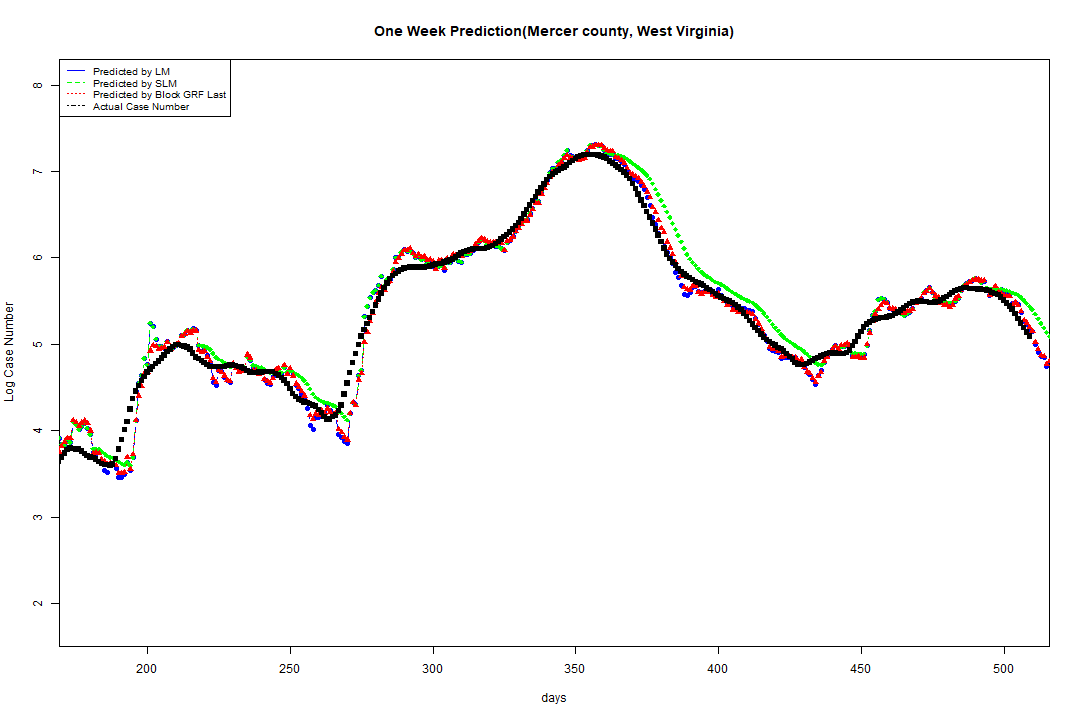 One Week Prediction(Mercer county, West Virginia)
Predicted by LM
Predicted by SLM
Predicted by Block GRF Last
Actual Case Number
Log Case Number
8
7
6
5
4
3
2
200 250 300 350 400 450 500
days